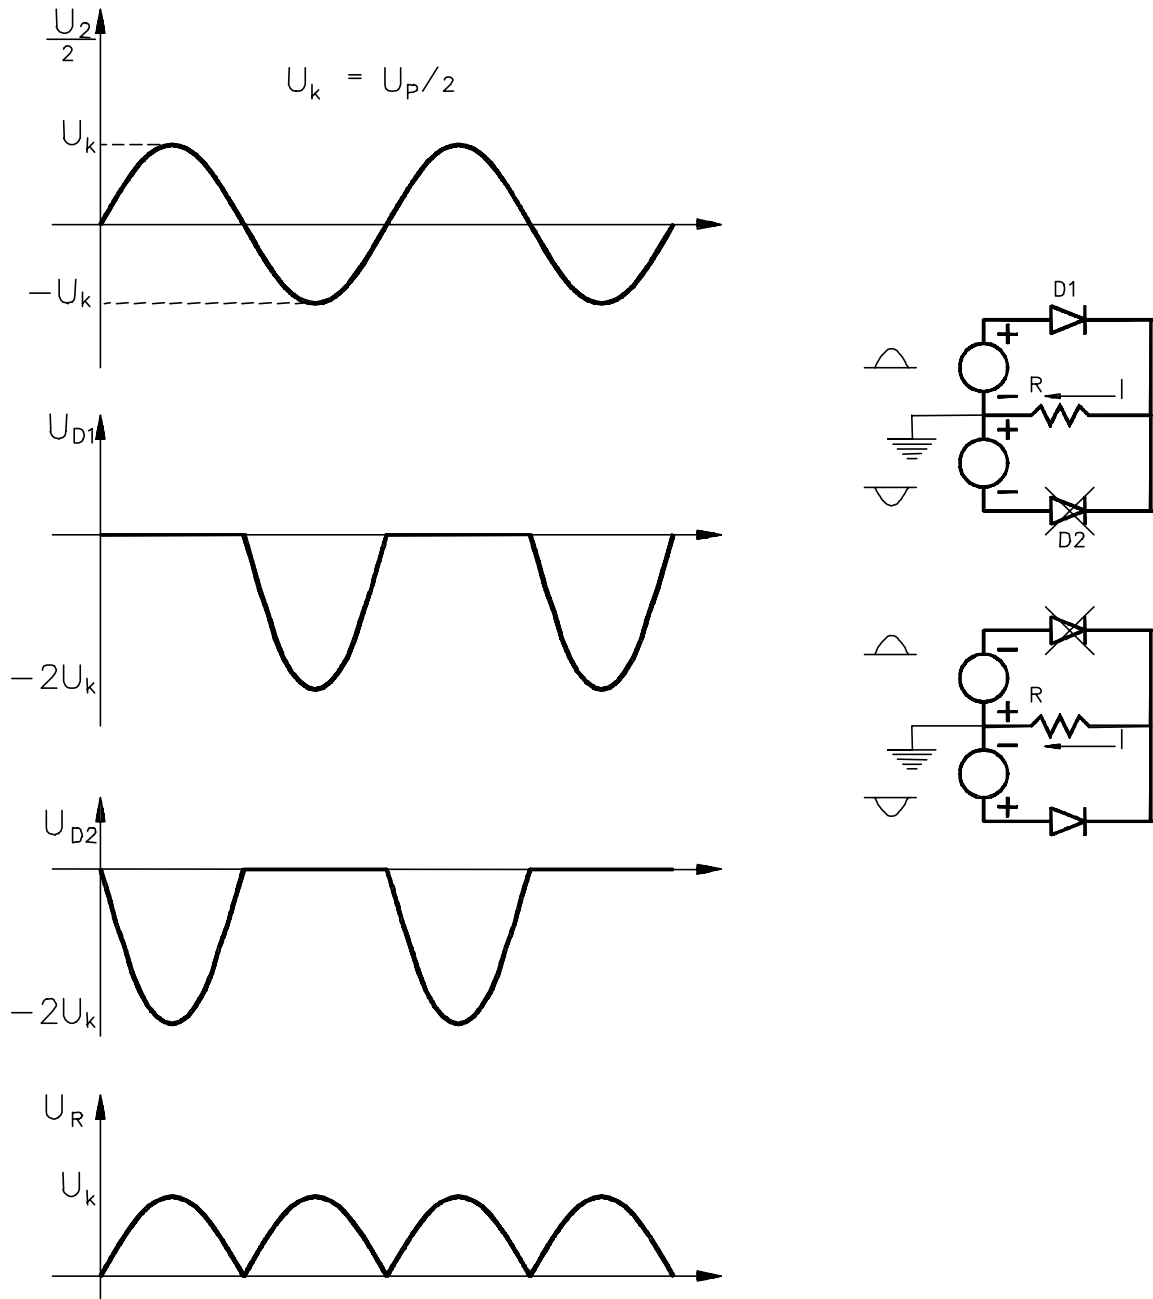 U2
2
Uk = UP/2
Uk
-Uk
UD1
-2Uk
UD2
-2Uk
UR
Uk
D1
+
R I
-
+
-
D2
-
R
+
I
-
+